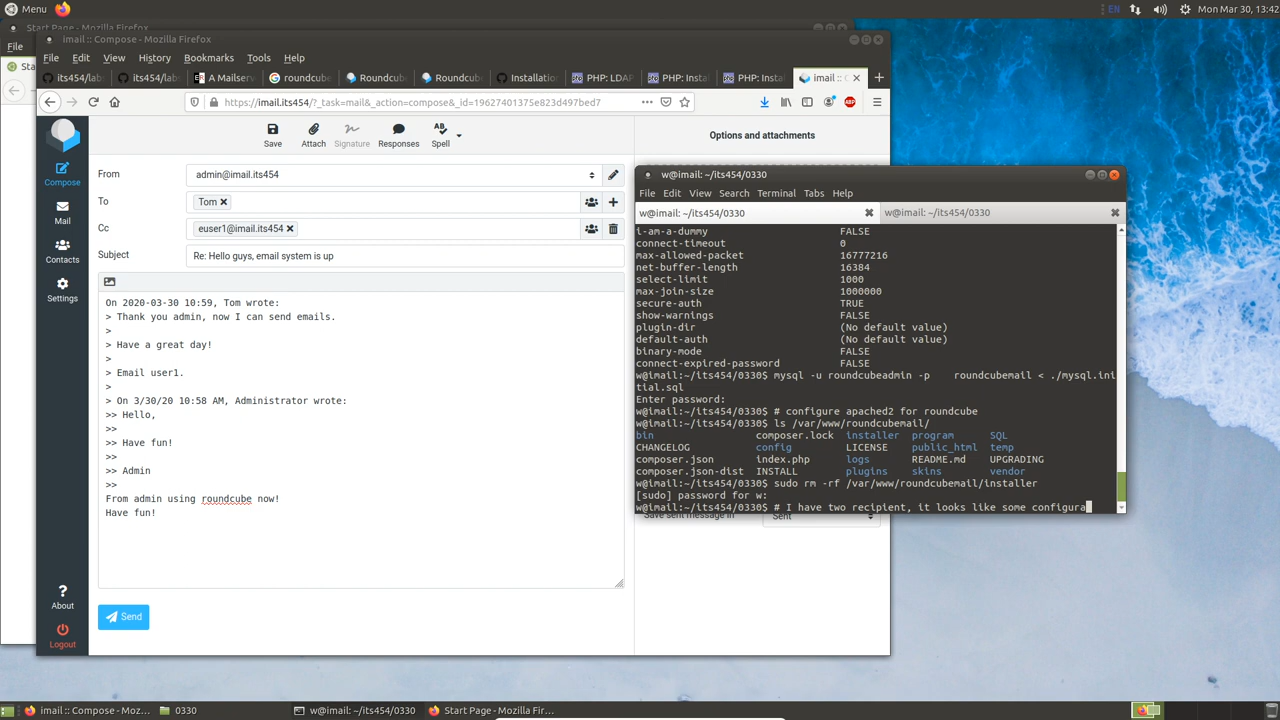 Menu
EN
Mon Mar 30, 13:42
Start Page - Mozilla Firefox
File
imail :: Compose - Mozilla Firefox
File Edit View History Bookmarks Tools Help
its454/lab
its454/lab
A Mailserv
roundcube
Roundcub
Roundcub
Installatio
PHP: LDAP
PHP: Instal
PHP: Instal
imail :: C
https://imail.its454/?_task=mail&_action=compose&_id=19627401375e823d497bed7
ABP
Save
Attach
Signature
Responses
Spell
Options and attachments
Compose
Mail
Contacts
Settings
About
Logout
From
admin@imail.its454
To
Tom
Cc
euser1@imail.its454
Subject
Re: Hello guys, email system is up
On 2020-03-30 10:59, Tom wrote:
> Thank you admin, now I can send emails.
>
> Have a great day!
>
> Email user1.
>
> On 3/30/20 10:58 AM, Administrator wrote:
>> Hello,
>>
>> Have fun!
>>
>> Admin
>>
From admin using roundcube now!
Have fun!
Send
Save sent message in
Sent
w@imail: ~/its454/0330
File Edit View Search Terminal Tabs Help
w@imail: ~/its454/0330
w@imail: ~/its454/0330
i-am-a-dummy FALSE
connect-timeout 0
max-allowed-packet 16777216
net-buffer-length 16384
select-limit 1000
max-join-size 1000000
secure-auth TRUE
show-warnings FALSE
plugin-dir (No default value)
default-auth (No default value)
binary-mode FALSE
connect-expired-password FALSE
w@imail:~/its454/0330$ mysql -u roundcubeadmin -p    roundcubemail < ./mysql.ini
tial.sql
Enter password:
w@imail:~/its454/0330$ # configure apached2 for roundcube
w@imail:~/its454/0330$ ls /var/www/roundcubemail/
bin composer.lock installer program SQL
CHANGELOG config LICENSE public_html temp
composer.json index.php logs README.md UPGRADING
composer.json-dist INSTALL plugins skins vendor
w@imail:~/its454/0330$ sudo rm -rf /var/www/roundcubemail/installer
[sudo] password for w:
w@imail:~/its454/0330$ # I have two recipient, it looks like some configura
imail :: Compose - Mozilla Fi...
0330
w@imail: ~/its454/0330
Start Page - Mozilla Fir...